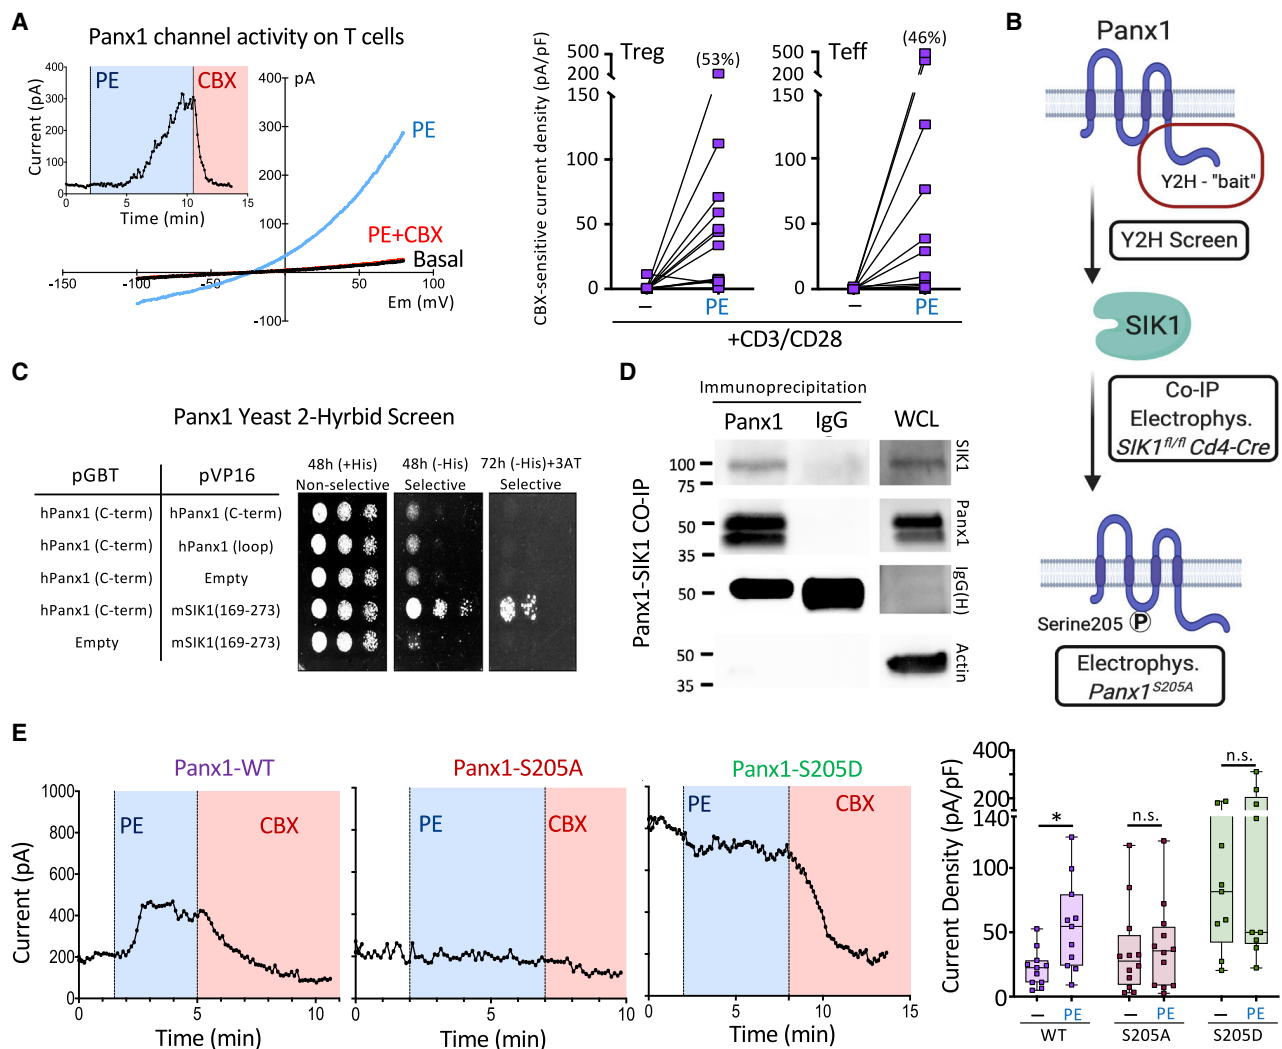 A
Panx1 channel activity on T cells
Current (pA)
400
300
200
100
0
PE
CBX
0
5
10
15
Time (min)
400
pA
300
200
100
-100
PE
PE+CBX
Basal
-150
-100
-50
50
100
Em (mV)
CBX-sensitive current density (pA/pF)
500
200
150
100
50
0
Treg
(53%)
–
PE
500
200
150
100
50
0
Teff
(46%)
–
PE
+CD3/CD28
B
Panx1
Y2H - "bait"
Y2H Screen
SIK1
Co-IP
Electrophys.
SIK1fl/fl Cd4-Cre
Serine205 P
Electrophys.
Panx1S205A
C
Panx1 Yeast 2-Hyrbid Screen
pGBT
pVP16
48h (+His)
Non-selective
48h (-His)
Selective
72h (-His)+3AT
Selective
hPanx1 (C-term) hPanx1 (C-term)
hPanx1 (C-term) hPanx1 (loop)
hPanx1 (C-term) Empty
hPanx1 (C-term) mSIK1(169-273)
Empty mSIK1(169-273)
D
Immunoprecipitation
Panx1
IgG
WCL
Panx1-SIK1 CO-IP
100
75
SIK1
50
35
Panx1
50
IgG(H)
50
35
Actin
E
Panx1-WT
Current (pA)
1000
800
600
400
200
0
PE
CBX
0
5
10
Time (min)
Panx1-S205A
PE
CBX
0
5
10
Time (min)
Panx1-S205D
PE
CBX
5
10
15
Time (min)
Current Density (pA/pF)
400
200
140
100
50
0
*
n.s.
n.s.
–
PE
–
PE
–
PE
WT
S205A
S205D